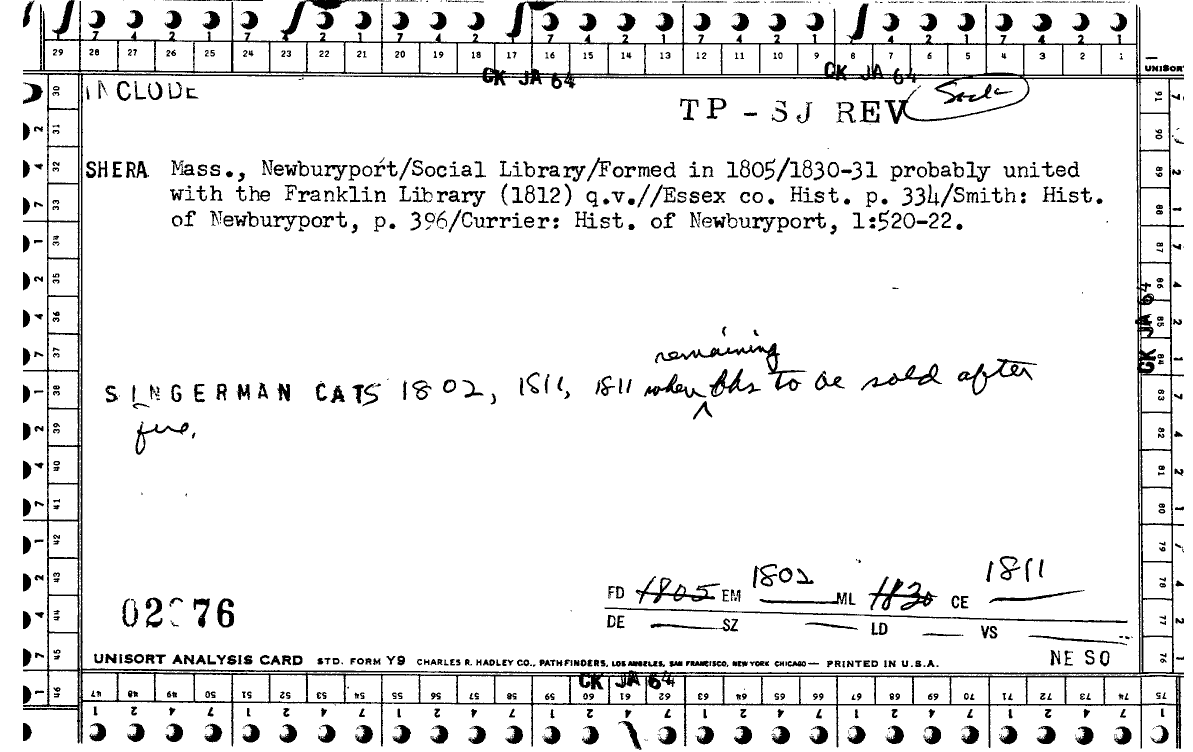 7 4 2 1 7 4 2 1 7 4 2 1 7 4 2 1 7 4 2 1 7 4 2 1 7 4 2 1
29 28 27 26 25 24 23 22 21 20 19 18 17 16 15 14 13 12 11 10 9 8 7 6 5 4 3 2 1
CK JA 64 CK JA 64 UNISORT
INCLUDE
TP - SJ REV
SHERA Mass., Newburyport/Social Library/Formed in 1805/1830-31 probably united
with the Franklin Library (1812) q.v.//Essex co. Hist. p. 334/Smith: Hist.
of Newburyport, p. 396/Currier: Hist. of Newburyport, 1:520-22.
remaining
SINGERMAN CATS 1802, 1811, 1811 when bks to be sold after
fire.
1802 1811
FD 1805 EM ML 1830 CE
02 76
DE SZ LD VS
NE SO
UNISORT ANALYSIS CARD STD. FORM Y9 CHARLES R. HADLEY CO., PATHFINDERS, LOS ANGELES, SAN FRANCISCO, NEW YORK CHICAGO — PRINTED IN U.S.A.
CK JA 64
47 48 49 50 51 52 53 54 55 56 57 58 59 60 61 62 63 64 65 66 67 68 69 70 71 72 73 74 75
1 2 4 7 1 2 4 7 1 2 4 7 1 2 4 7 1 2 4 7 1 2 4 7 1 2 4 7 1
30 31 32 33 34 35 36 37 38 39 40 41 42 43 44 45 46
91 90 89 88 87 86 85 84 83 82 81 80 79 78 77 76
CK JA 64